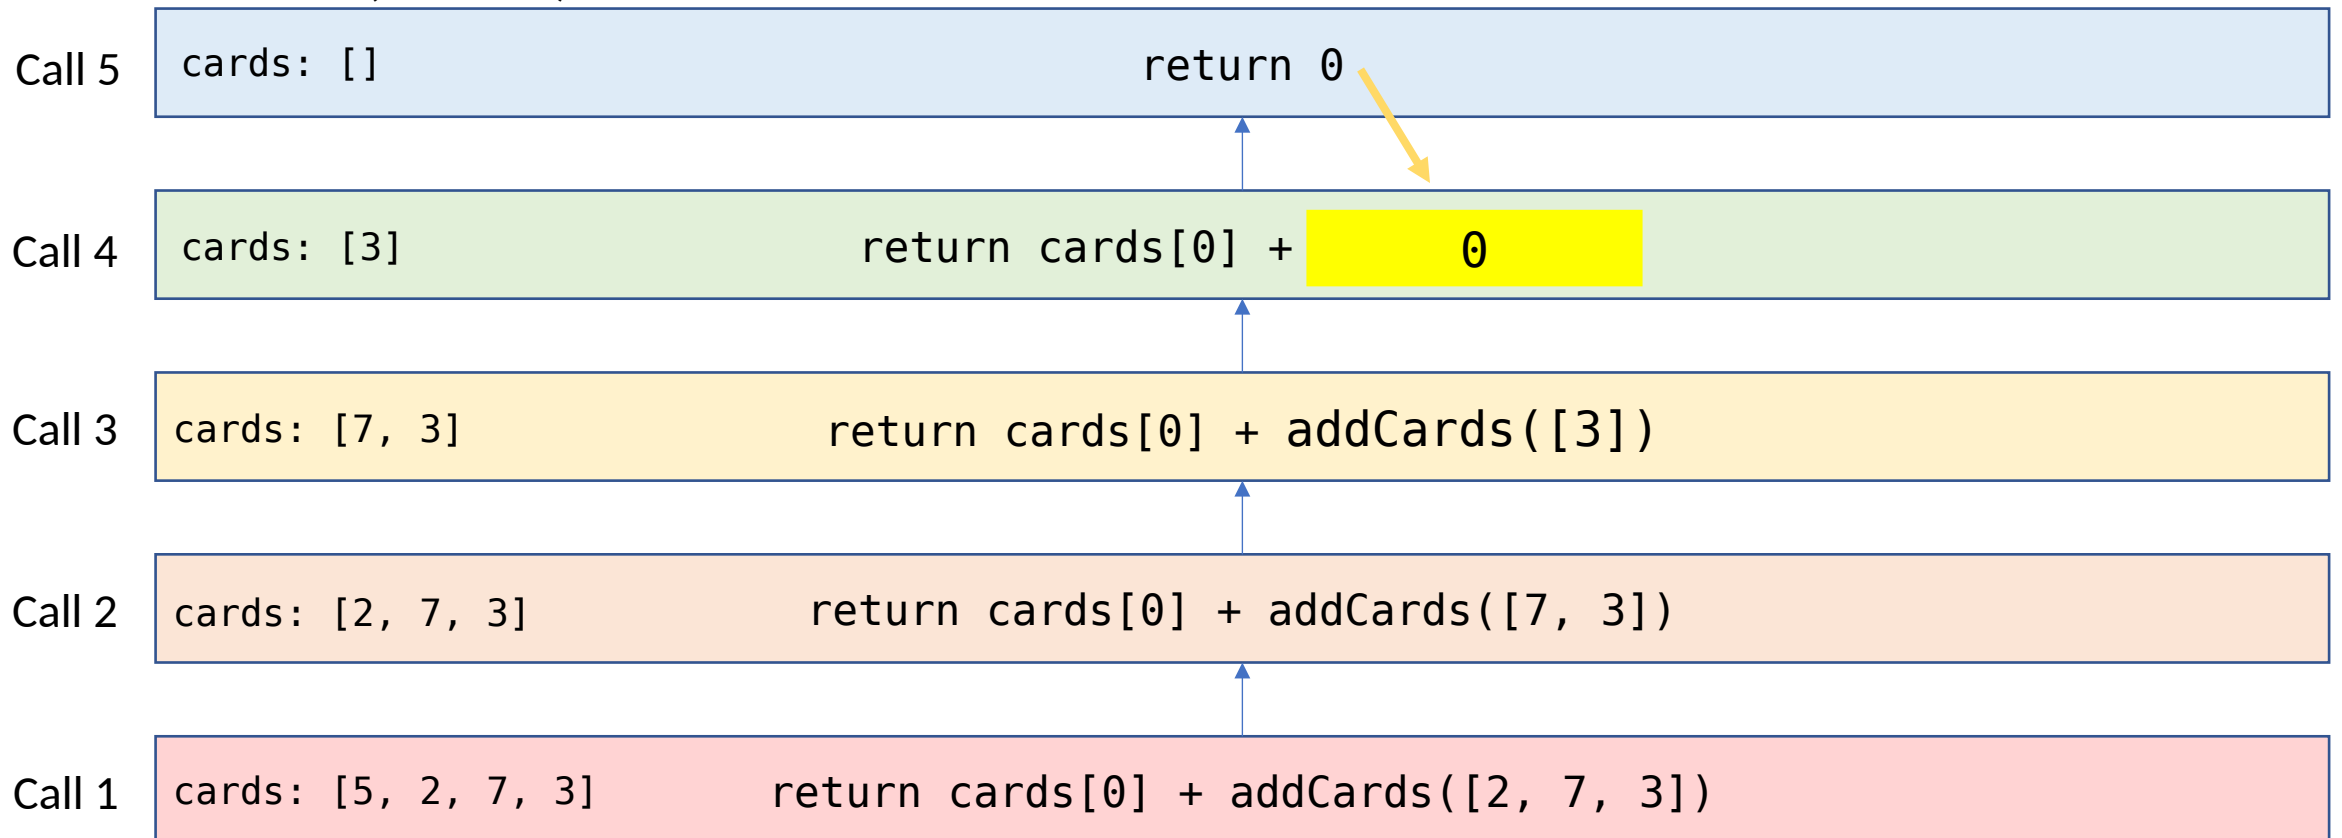 Call 5 cards: [] return 0
Call 4 cards: [3] return cards[0] + 0
Call 3 cards: [7, 3] return cards[0] + addCards([3])
Call 2 cards: [2, 7, 3] return cards[0] + addCards([7, 3])
Call 1 cards: [5, 2, 7, 3] return cards[0] + addCards([2, 7, 3])